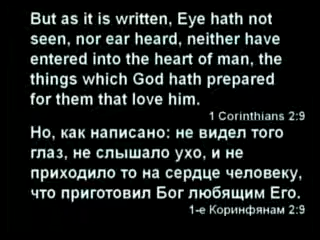 But as it is written, Eye hath not
seen, nor ear heard, neither have
entered into the heart of man, the
things which God hath prepared
for them that love him.
1 Corinthians 2:9
Но, как написано: не видел того
глаз, не слышало ухо, и не
приходило то на сердце человеку,
что приготовил Бог любящим Его.
1-е Коринфянам 2:9